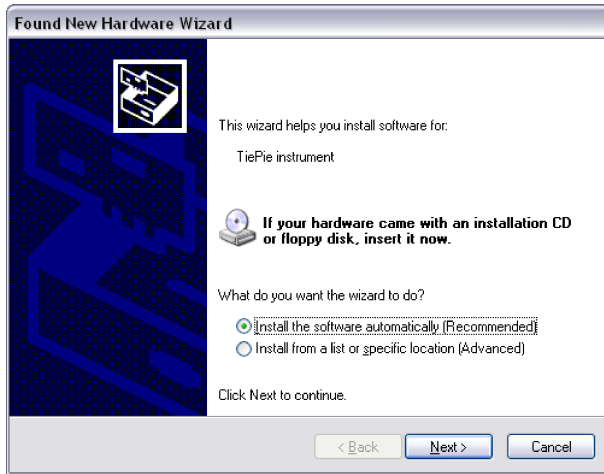 Found New Hardware Wizard
This wizard helps you install software for:
TiePie instrument
If your hardware came with an installation CD
or floppy disk, insert it now.
What do you want the wizard to do?
Install the software automatically (Recommended)
Install from a list or specific location (Advanced)
Click Next to continue.
< Back Next > Cancel